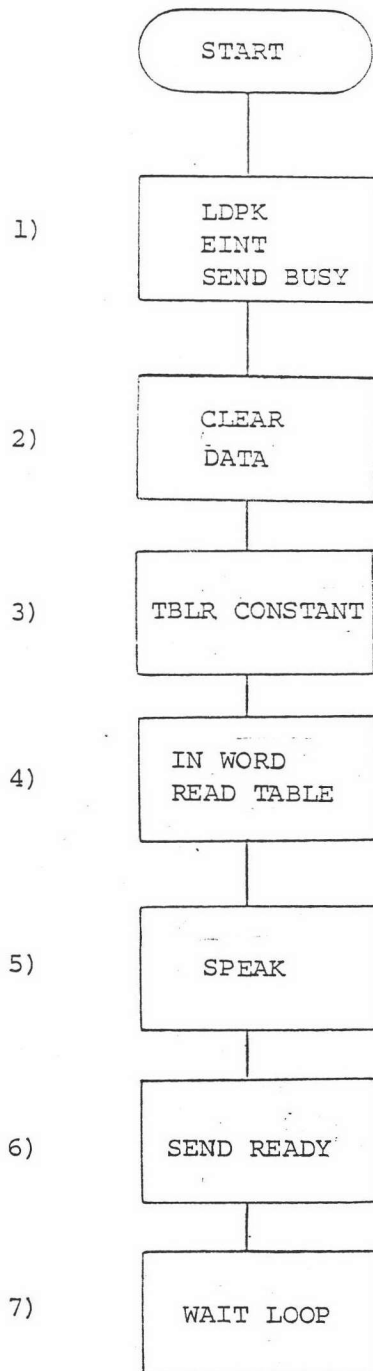 START
1)
LDPK
EINT
SEND BUSY
2)
CLEAR
DATA
3)
TBLR CONSTANT
4)
IN WORD
READ TABLE
5)
SPEAK
6)
SEND READY
7)
WAIT LOOP